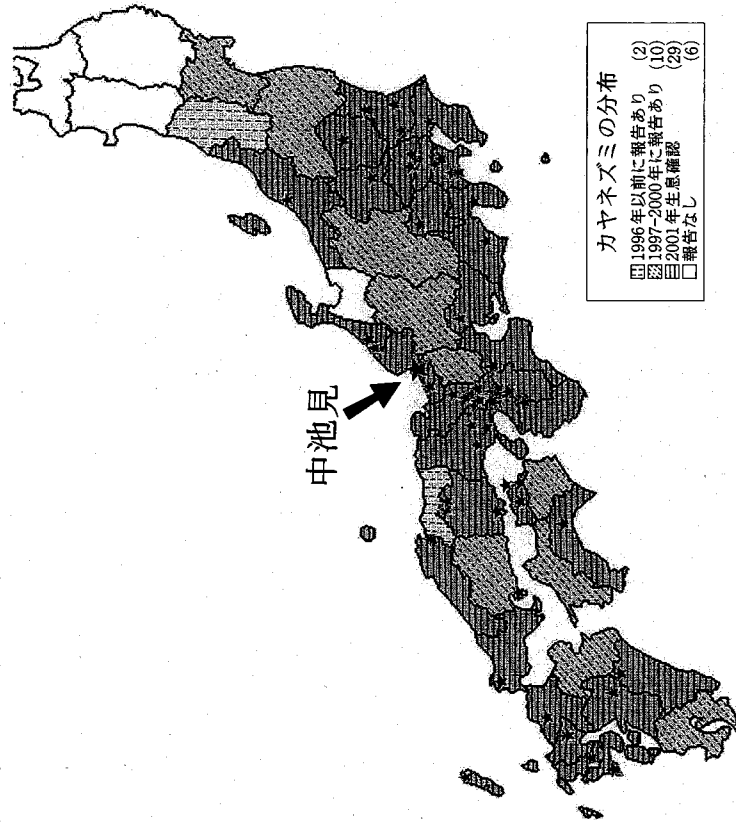 中池見
カヤネズミの分布
1996年以前に報告あり (2)
1997-2000年に報告あり (10)
2001年生息確認 (29)
報告なし (6)